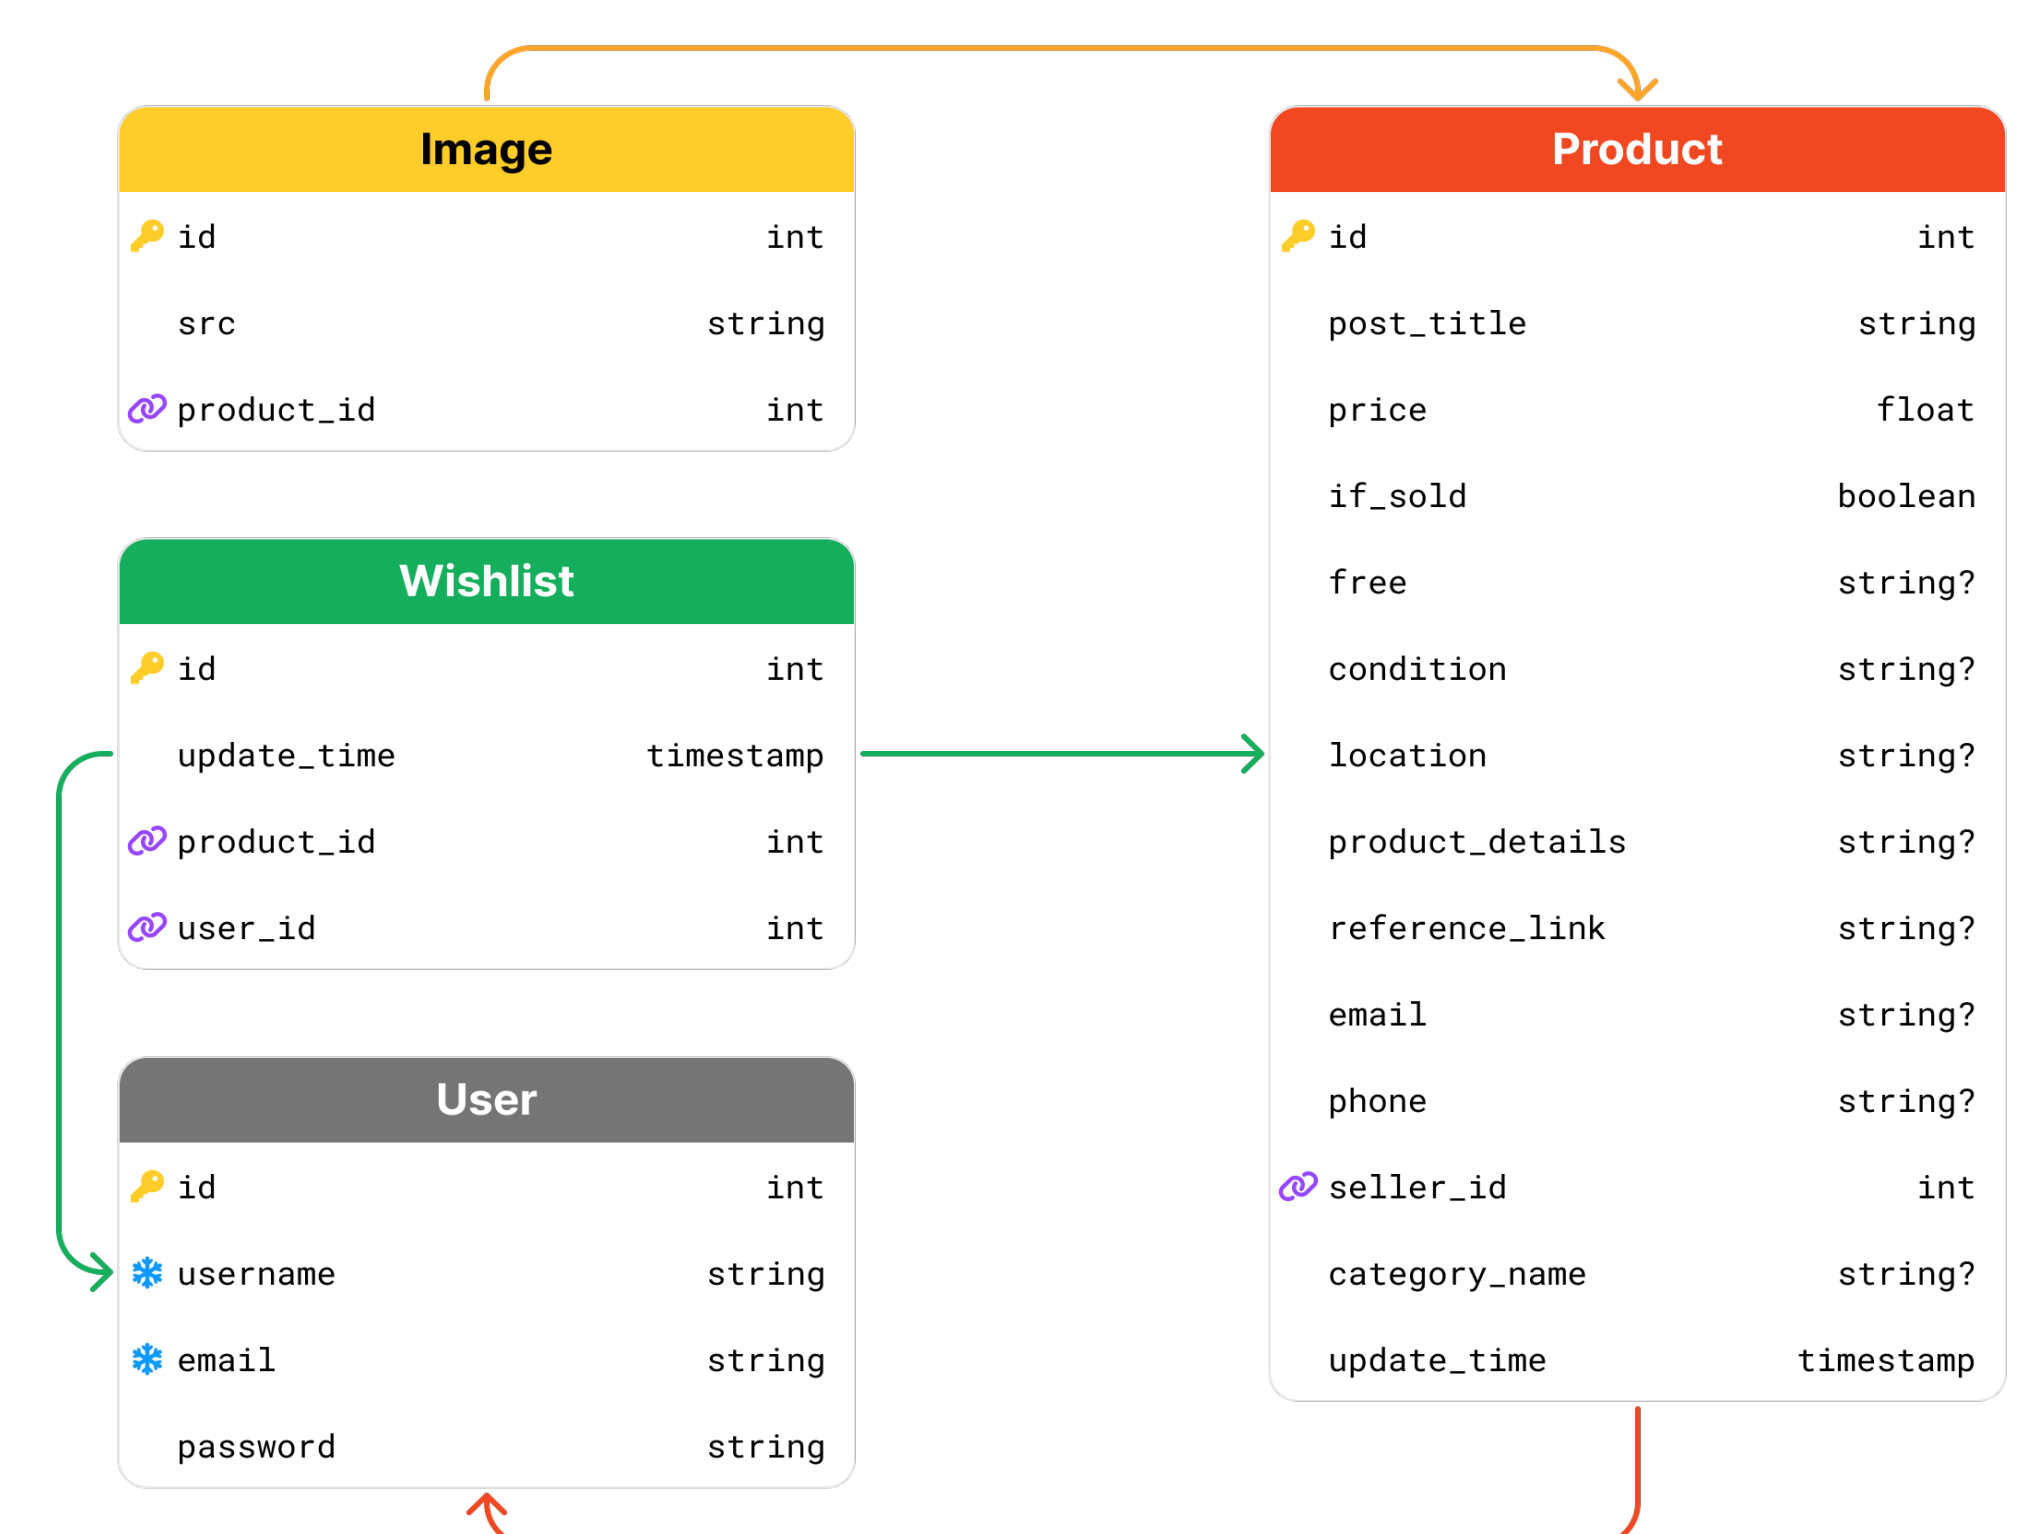 Image
id int
src string
product_id int
Wishlist
id int
update_time timestamp
product_id int
user_id int
User
id int
username string
email string
password string
Product
id int
post_title string
price float
if_sold boolean
free string?
condition string?
location string?
product_details string?
reference_link string?
email string?
phone string?
seller_id int
category_name string?
update_time timestamp